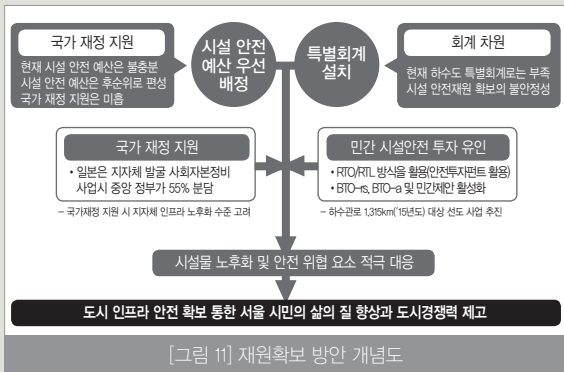 국가 재정 지원
현재 시설 안전 예산은 불충분
시설 안전 예산은 후순위로 편성
국가 재정 지원은 미흡
시설 안전
예산 우선
배정
특별회계
설치
회계 차원
현재 하수도 특별회계로는 부족
시설 안전재원 확보의 불안정성
국가 재정 지원
• 일본은 지자체 발굴 사회자본정비
사업시 중앙 정부가 55% 분담
– 국가재정 지원 시 지자체 인프라 노후화 수준 고려
민간 시설안전 투자 유인
• RTO/RTL 방식을 활용(안전투자펀트 활용)
• BTO-rs, BTO-a 및 민간제안 활성화
– 하수관로 1,315km('15년도) 대상 선도 사업 추진
시설물 노후화 및 안전 위협 요소 적극 대응
도시 인프라 안전 확보 통한 서울 시민의 삶의 질 향상과 도시경쟁력 제고
[그림 11] 재원확보 방안 개념도